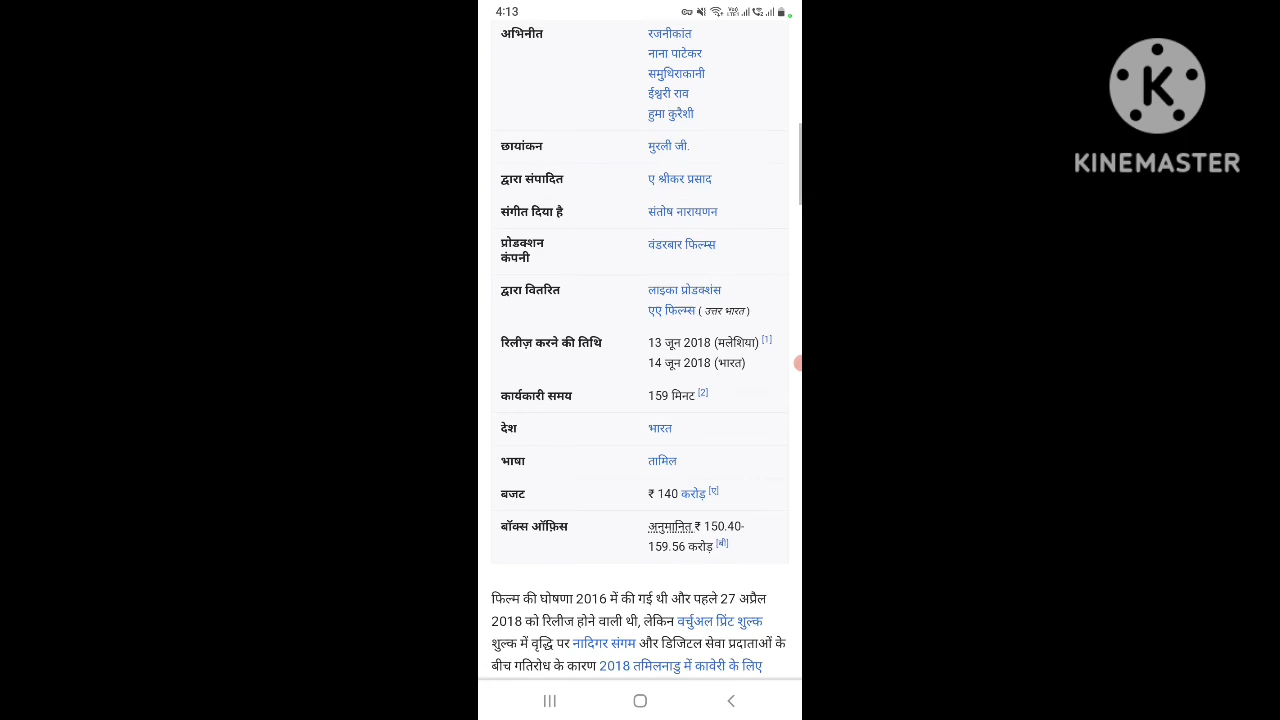 4:13
अभिनीत रजनीकांत
नाना पाटेकर
समुथिराकानी
ईश्वरी राव
हुमा कुरैशी
छायांकन मुरली जी.
द्वारा संपादित ए श्रीकर प्रसाद
संगीत दिया है संतोष नारायणन
प्रोडक्शन
कंपनी वंडरबार फिल्म्स
द्वारा वितरित लाइका प्रोडक्शंस
एए फिल्म्स ( उत्तर भारत )
रिलीज़ करने की तिथि 13 जून 2018 (मलेशिया) [1]
14 जून 2018 (भारत)
कार्यकारी समय 159 मिनट [2]
देश भारत
भाषा तामिल
बजट ₹ 140 करोड़ [ए]
बॉक्स ऑफ़िस अनुमानित ₹ 150.40-
159.56 करोड़ [बी]
फिल्म की घोषणा 2016 में की गई थी और पहले 27 अप्रैल
2018 को रिलीज होने वाली थी, लेकिन वर्चुअल प्रिंट शुल्क
शुल्क में वृद्धि पर नादिगर संगम और डिजिटल सेवा प्रदाताओं के
बीच गतिरोध के कारण 2018 तमिलनाडु में कावेरी के लिए
K
KINEMASTER